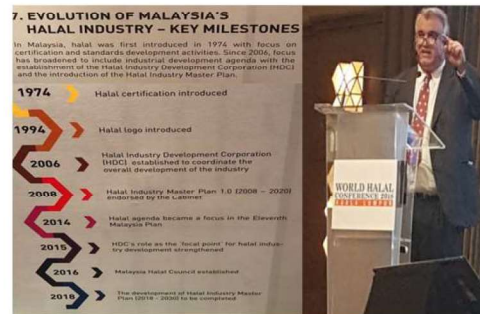 7. EVOLUTION OF MALAYSIA'S
HALAL INDUSTRY – KEY MILESTONES
In Malaysia, halal was first introduced in 1974 with focus on
certification and standards development activities. Since 2006, focus
has broadened to include industrial development agenda with the
establishment of the Halal Industry Development Corporation (HDC)
and the introduction of the Halal Industry Master Plan.
1974
Halal certification introduced
1994
Halal logo introduced
2006
Halal Industry Development Corporation
(HDC) established to coordinate the
overall development of the industry
2008
Halal Industry Master Plan 1.0 (2008 – 2020)
endorsed by the Cabinet
2014
Halal agenda became a focus in the Eleventh
Malaysia Plan
2015
HDC's role as the 'focal point' for halal indus-
try development strengthened
2016
Malaysia Halal Council established
2018
The development of Halal Industry Master
Plan (2018 - 2030) to be completed
WORLD HALAL
CONFERENCE 2018
KUALA LUMPUR